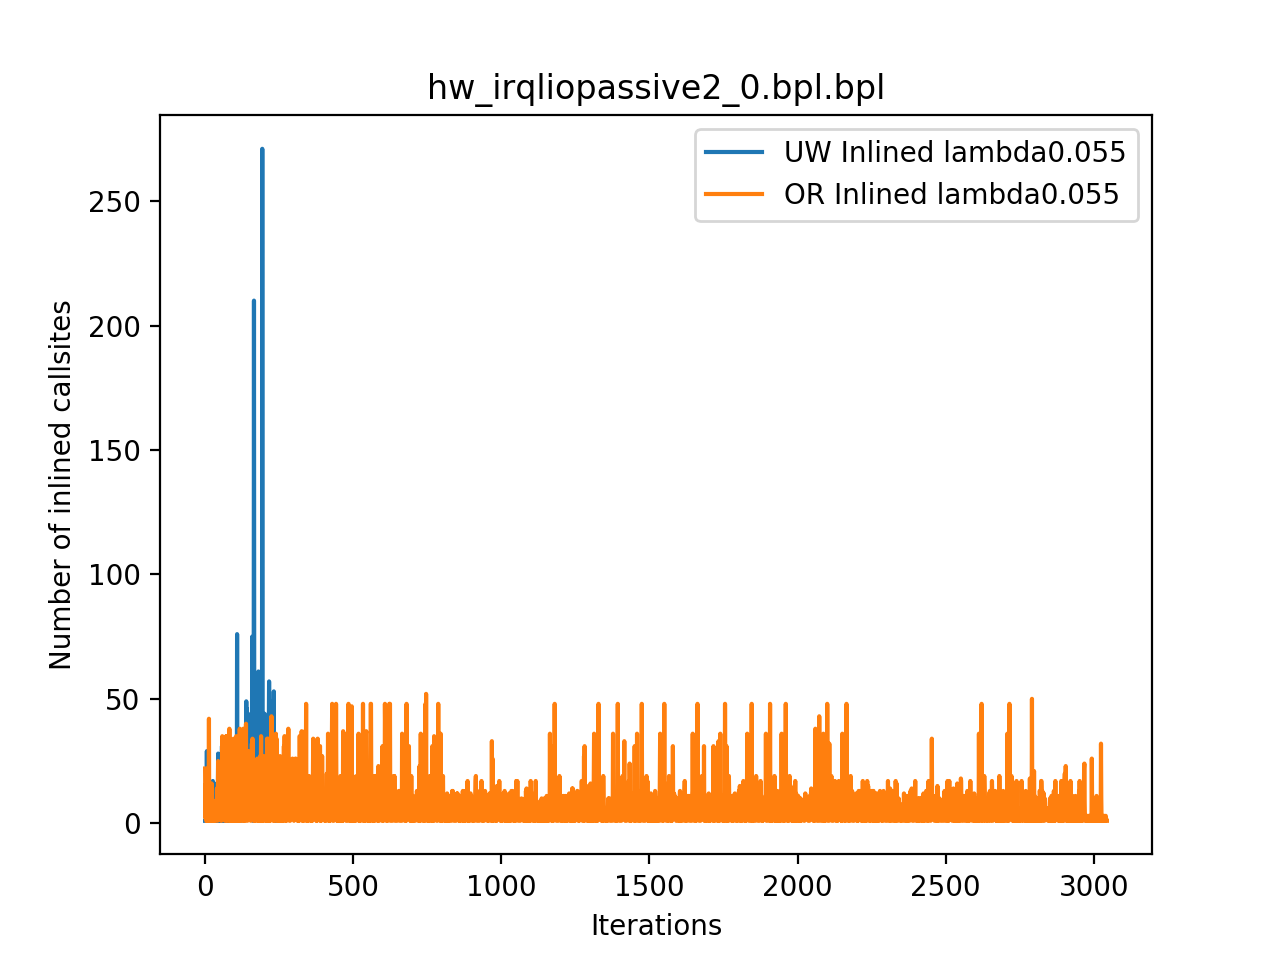 hw_irqliopassive2_0.bpl.bpl
UW Inlined lambda0.055
OR Inlined lambda0.055
Number of inlined callsites
250
200
150
100
50
0
0 500 1000 1500 2000 2500 3000
Iterations